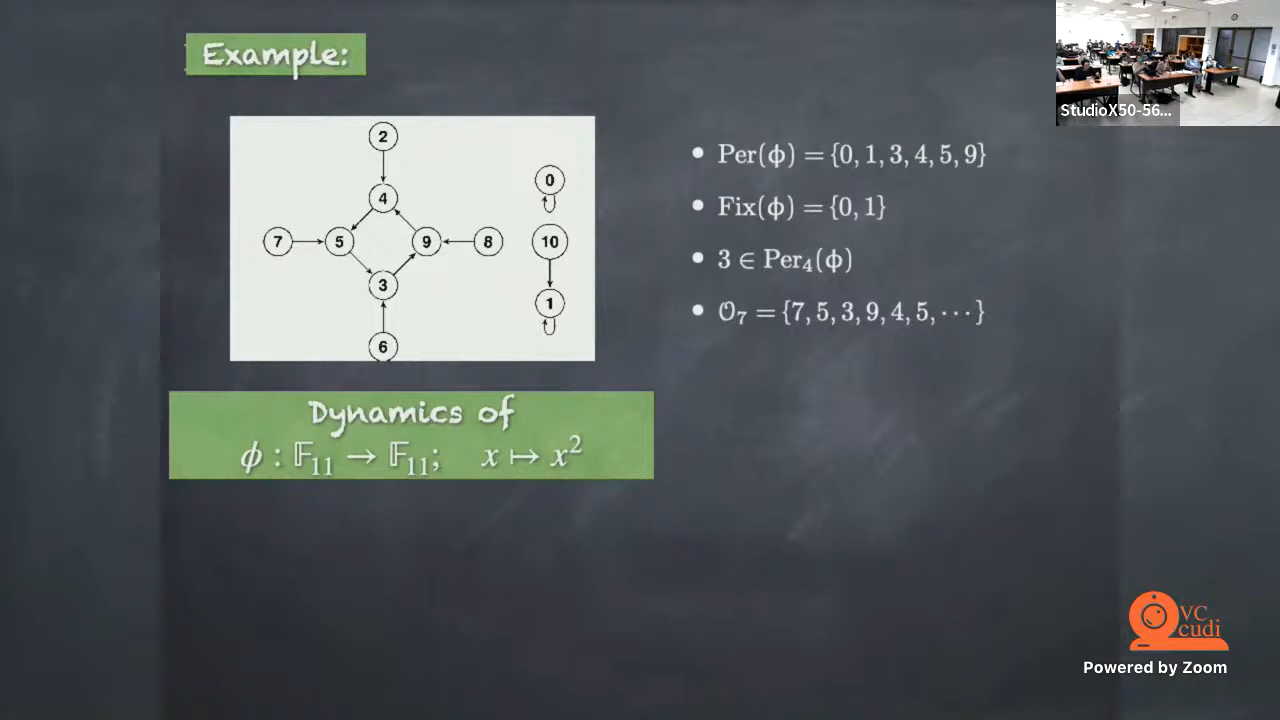 Example:
2
4
7
5
9
8
3
6
0
10
1
Dynamics of
ϕ : 𝔽₁₁ → 𝔽₁₁; x ↦ x²
• Per(ϕ) = {0, 1, 3, 4, 5, 9}
• Fix(ϕ) = {0, 1}
• 3 ∈ Per₄(ϕ)
• 𝒪₇ = {7, 5, 3, 9, 4, 5, ⋯}
StudioX50-56...
VC
cudi
Powered by Zoom